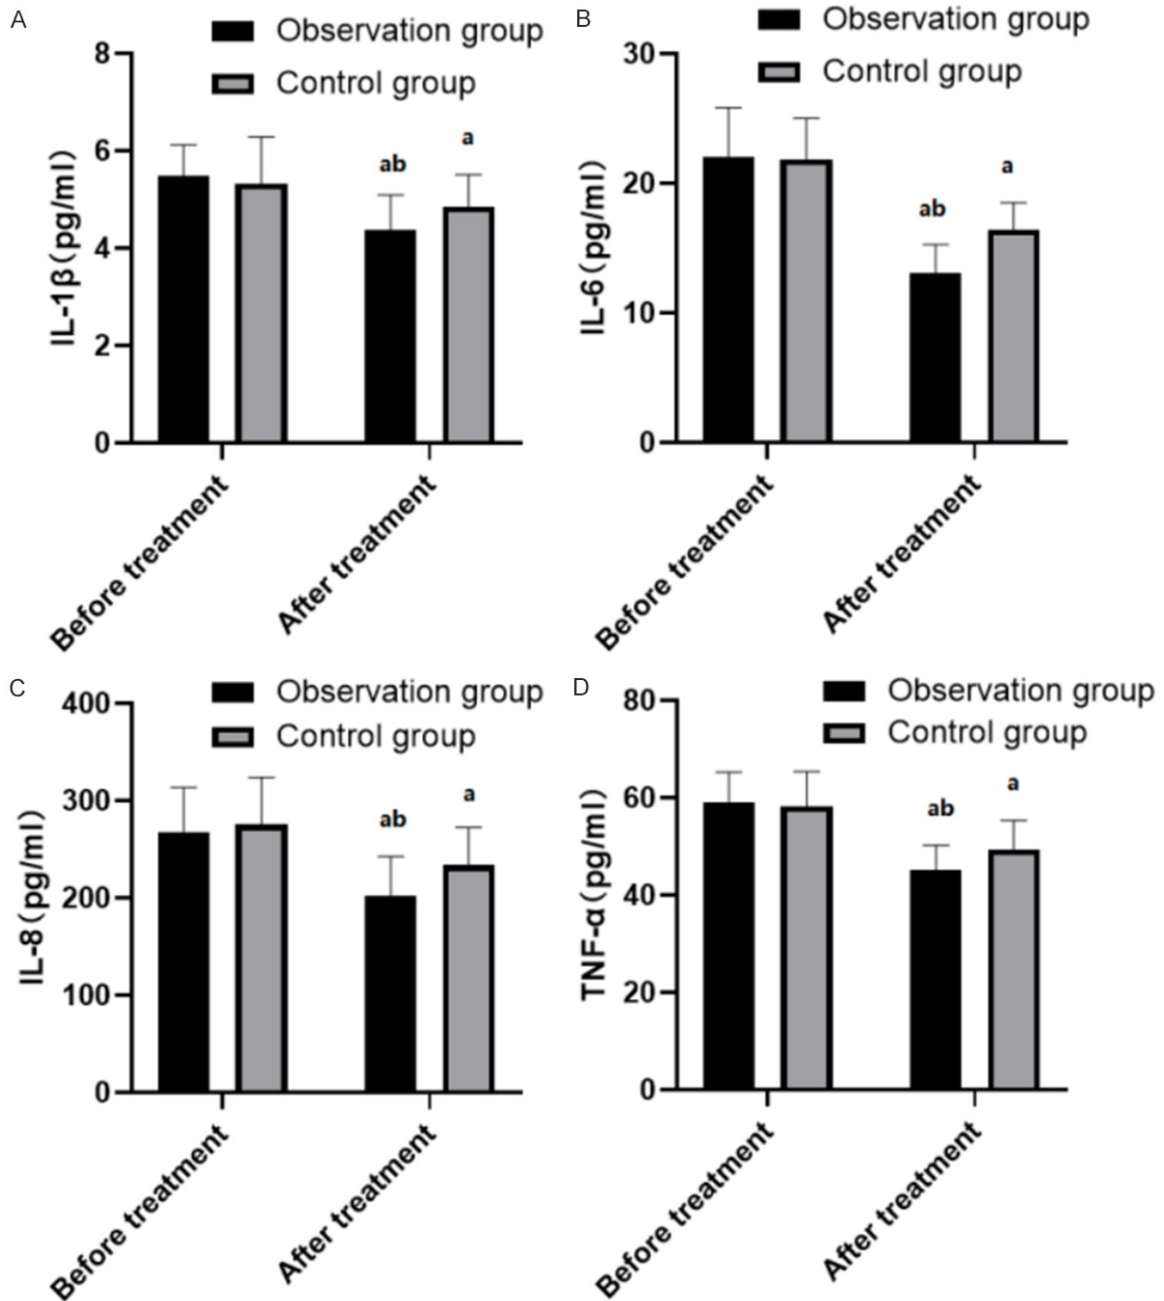 A
Observation group
Control group
8
6
4
2
0
IL-1β(pg/ml)
ab
a
Before treatment
After treatment
B
Observation group
Control group
30
20
10
0
IL-6(pg/ml)
ab
a
Before treatment
After treatment
C
Observation group
Control group
400
300
200
100
0
IL-8(pg/ml)
ab
a
Before treatment
After treatment
D
Observation group
Control group
80
60
40
20
0
TNF-α(pg/ml)
ab
a
Before treatment
After treatment